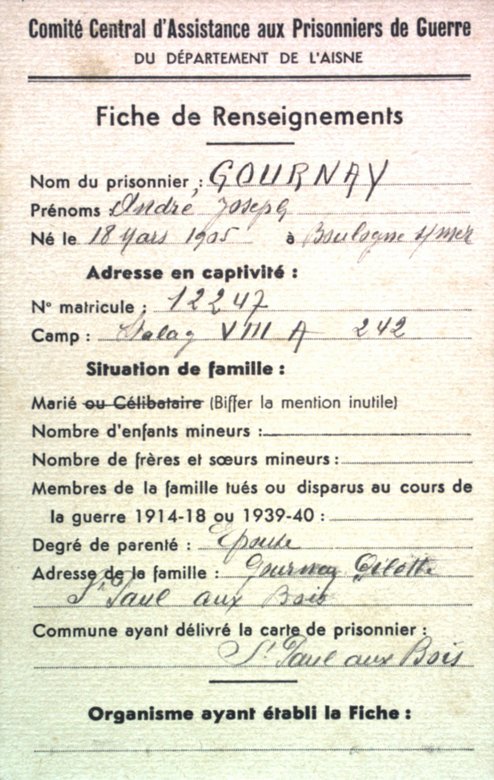 Comité Central d'Assistance aux Prisonniers de Guerre
DU DÉPARTEMENT DE L'AISNE
Fiche de Renseignements
Nom du prisonnier : GOURNAY
Prénoms : André Joseph
Né le 18 Mars 1905 à Boulogne s/mer
Adresse en captivité :
N° matricule : 12247
Camp : Stalag VIII A 242
Situation de famille :
Marié ou Célibataire (Biffer la mention inutile)
Nombre d'enfants mineurs :
Nombre de frères et sœurs mineurs :
Membres de la famille tués ou disparus au cours de
la guerre 1914-18 ou 1939-40 :
Degré de parenté : Epouse
Adresse de la famille : Gournay
St Paul aux Bois
Commune ayant délivré la carte de prisonnier :
St Paul aux Bois
Organisme ayant établi la Fiche :